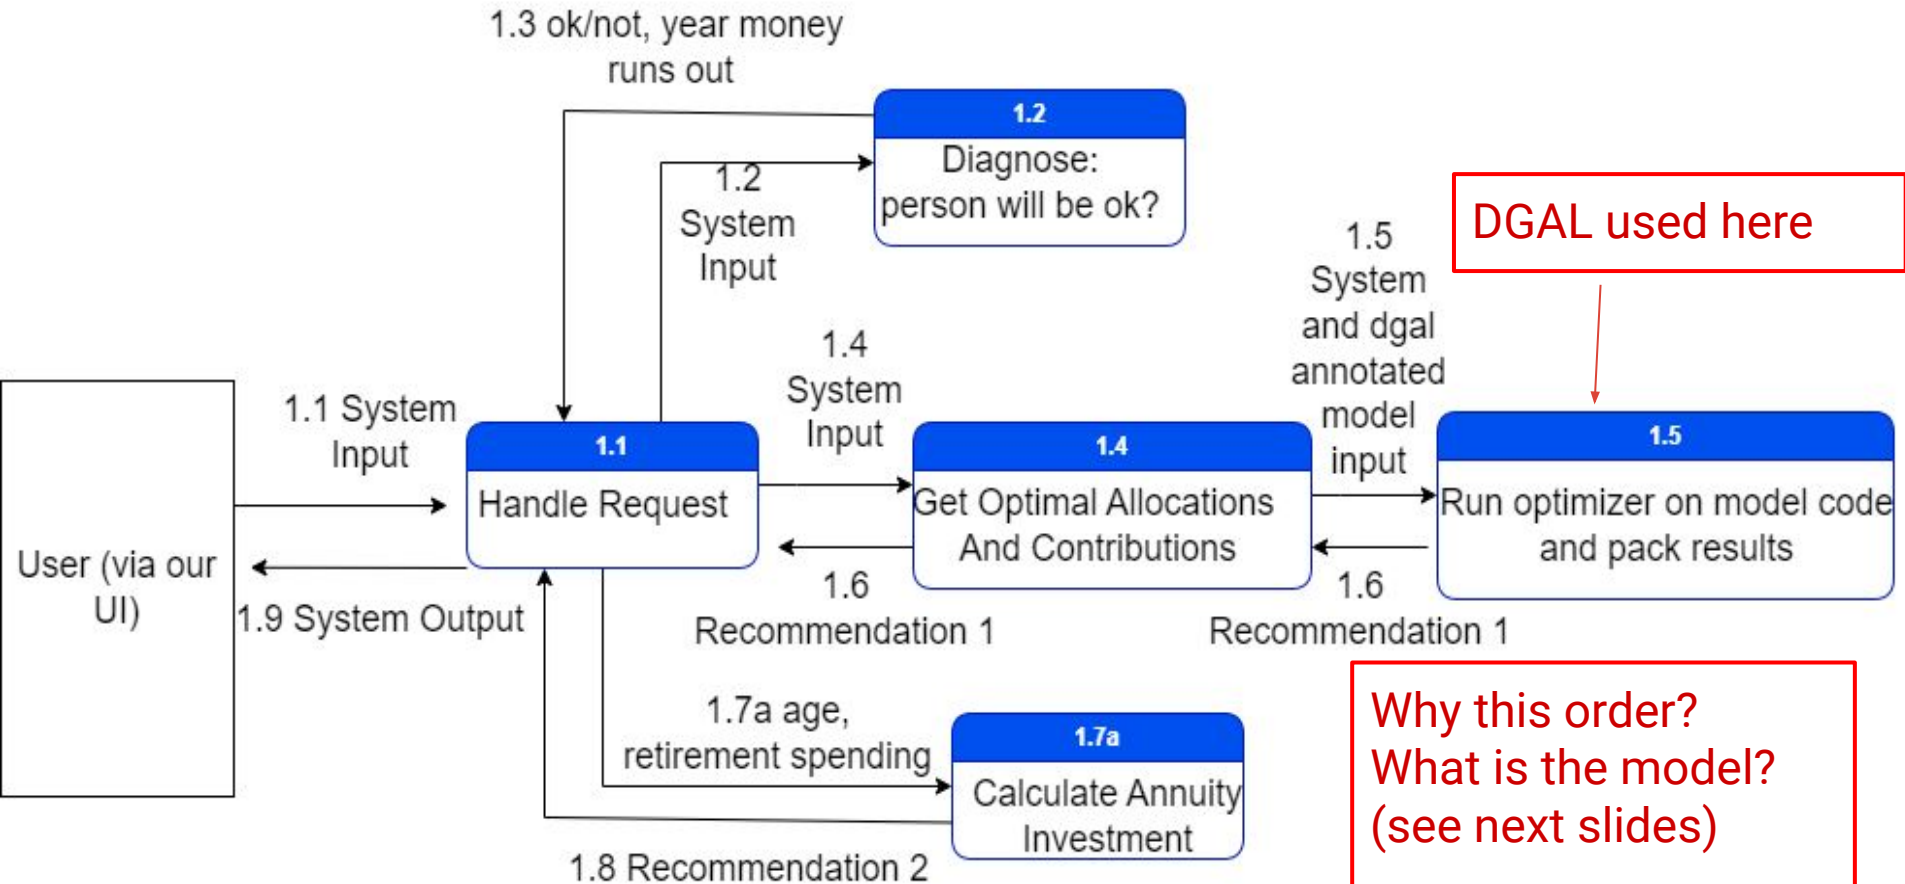 1.3 ok/not, year money
runs out
1.2
Diagnose:
person will be ok?
1.2
System
Input
DGAL used here
1.5
System
and dgal
annotated
model
input
1.4
System
Input
1.1 System
Input
User (via our
UI)
1.1
Handle Request
1.4
Get Optimal Allocations
And Contributions
1.5
Run optimizer on model code
and pack results
1.9 System Output
1.6
Recommendation 1
1.6
Recommendation 1
1.7a age,
retirement spending
1.7a
Calculate Annuity
Investment
1.8 Recommendation 2
Why this order?
What is the model?
(see next slides)